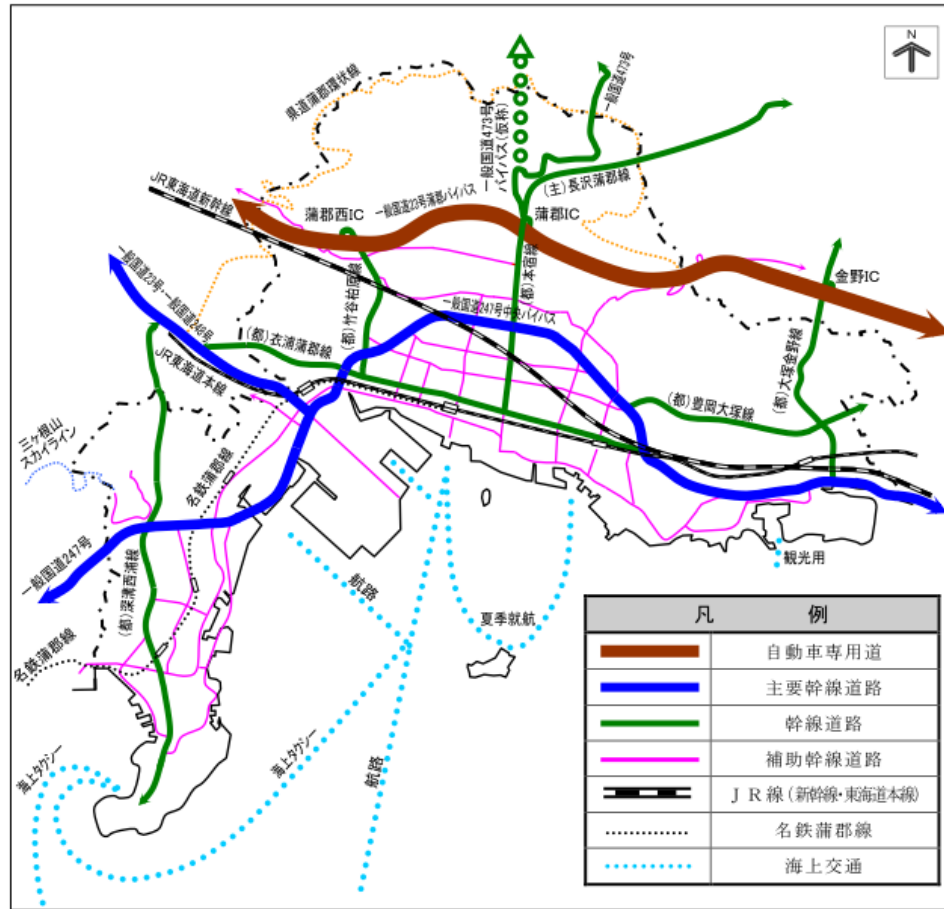 N
県道蒲郡環状線
一般国道473号
バイパス(仮称)
一般国道473号
(主)長沢蒲郡線
JR東海道新幹線
蒲郡西IC
一般国道23号蒲郡バイパス
蒲郡IC
金野IC
一般国道23号・一般国道248号
(都)竹谷柏原線
(都)本宿線
一般国道247号中央バイパス
(都)衣浦蒲郡線
JR東海道本線
(都)大塚金野線
(都)豊岡大塚線
三ヶ根山
スカイライン
名鉄蒲郡線
一般国道247号
(都)深溝西浦線
航路
観光用
夏季就航
名鉄蒲郡線
海上タクシー
海上タクシー
航路
凡例
自動車専用道
主要幹線道路
幹線道路
補助幹線道路
JR線(新幹線・東海道本線)
名鉄蒲郡線
海上交通